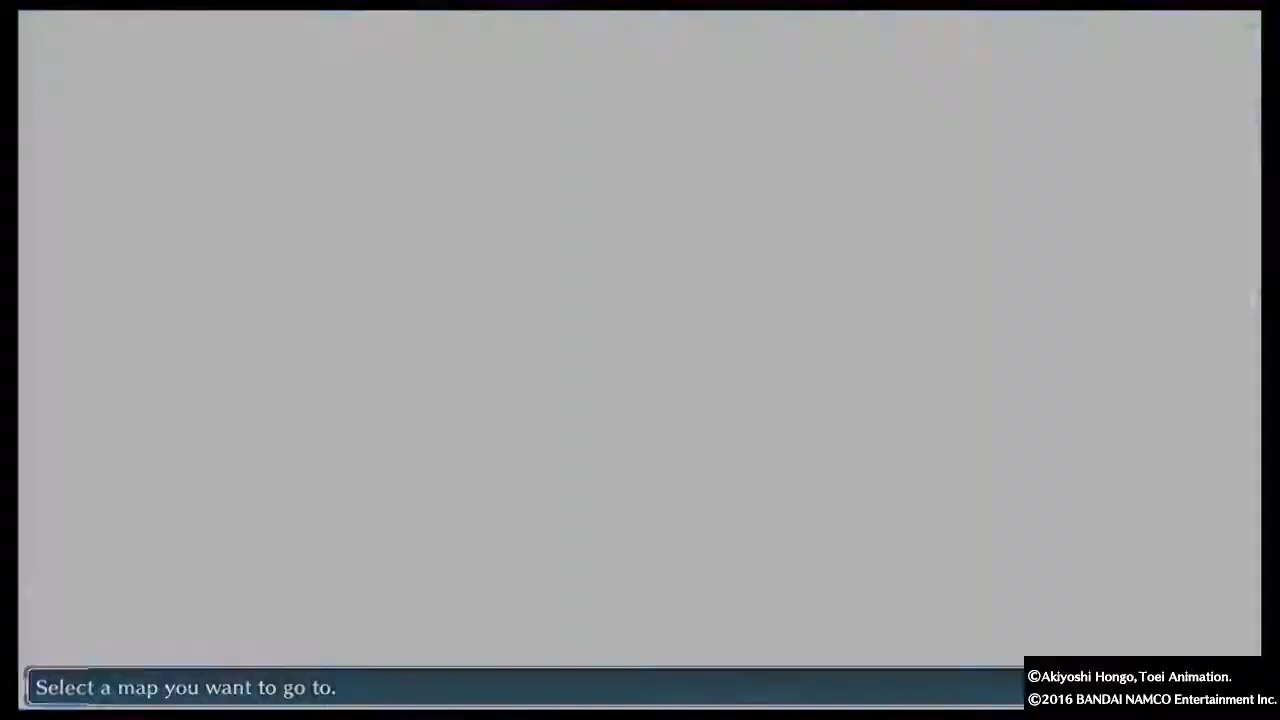 Select a map you want to go to.
©Akiyoshi Hongo, Toei Animation.
©2016 BANDAI NAMCO Entertainment Inc.